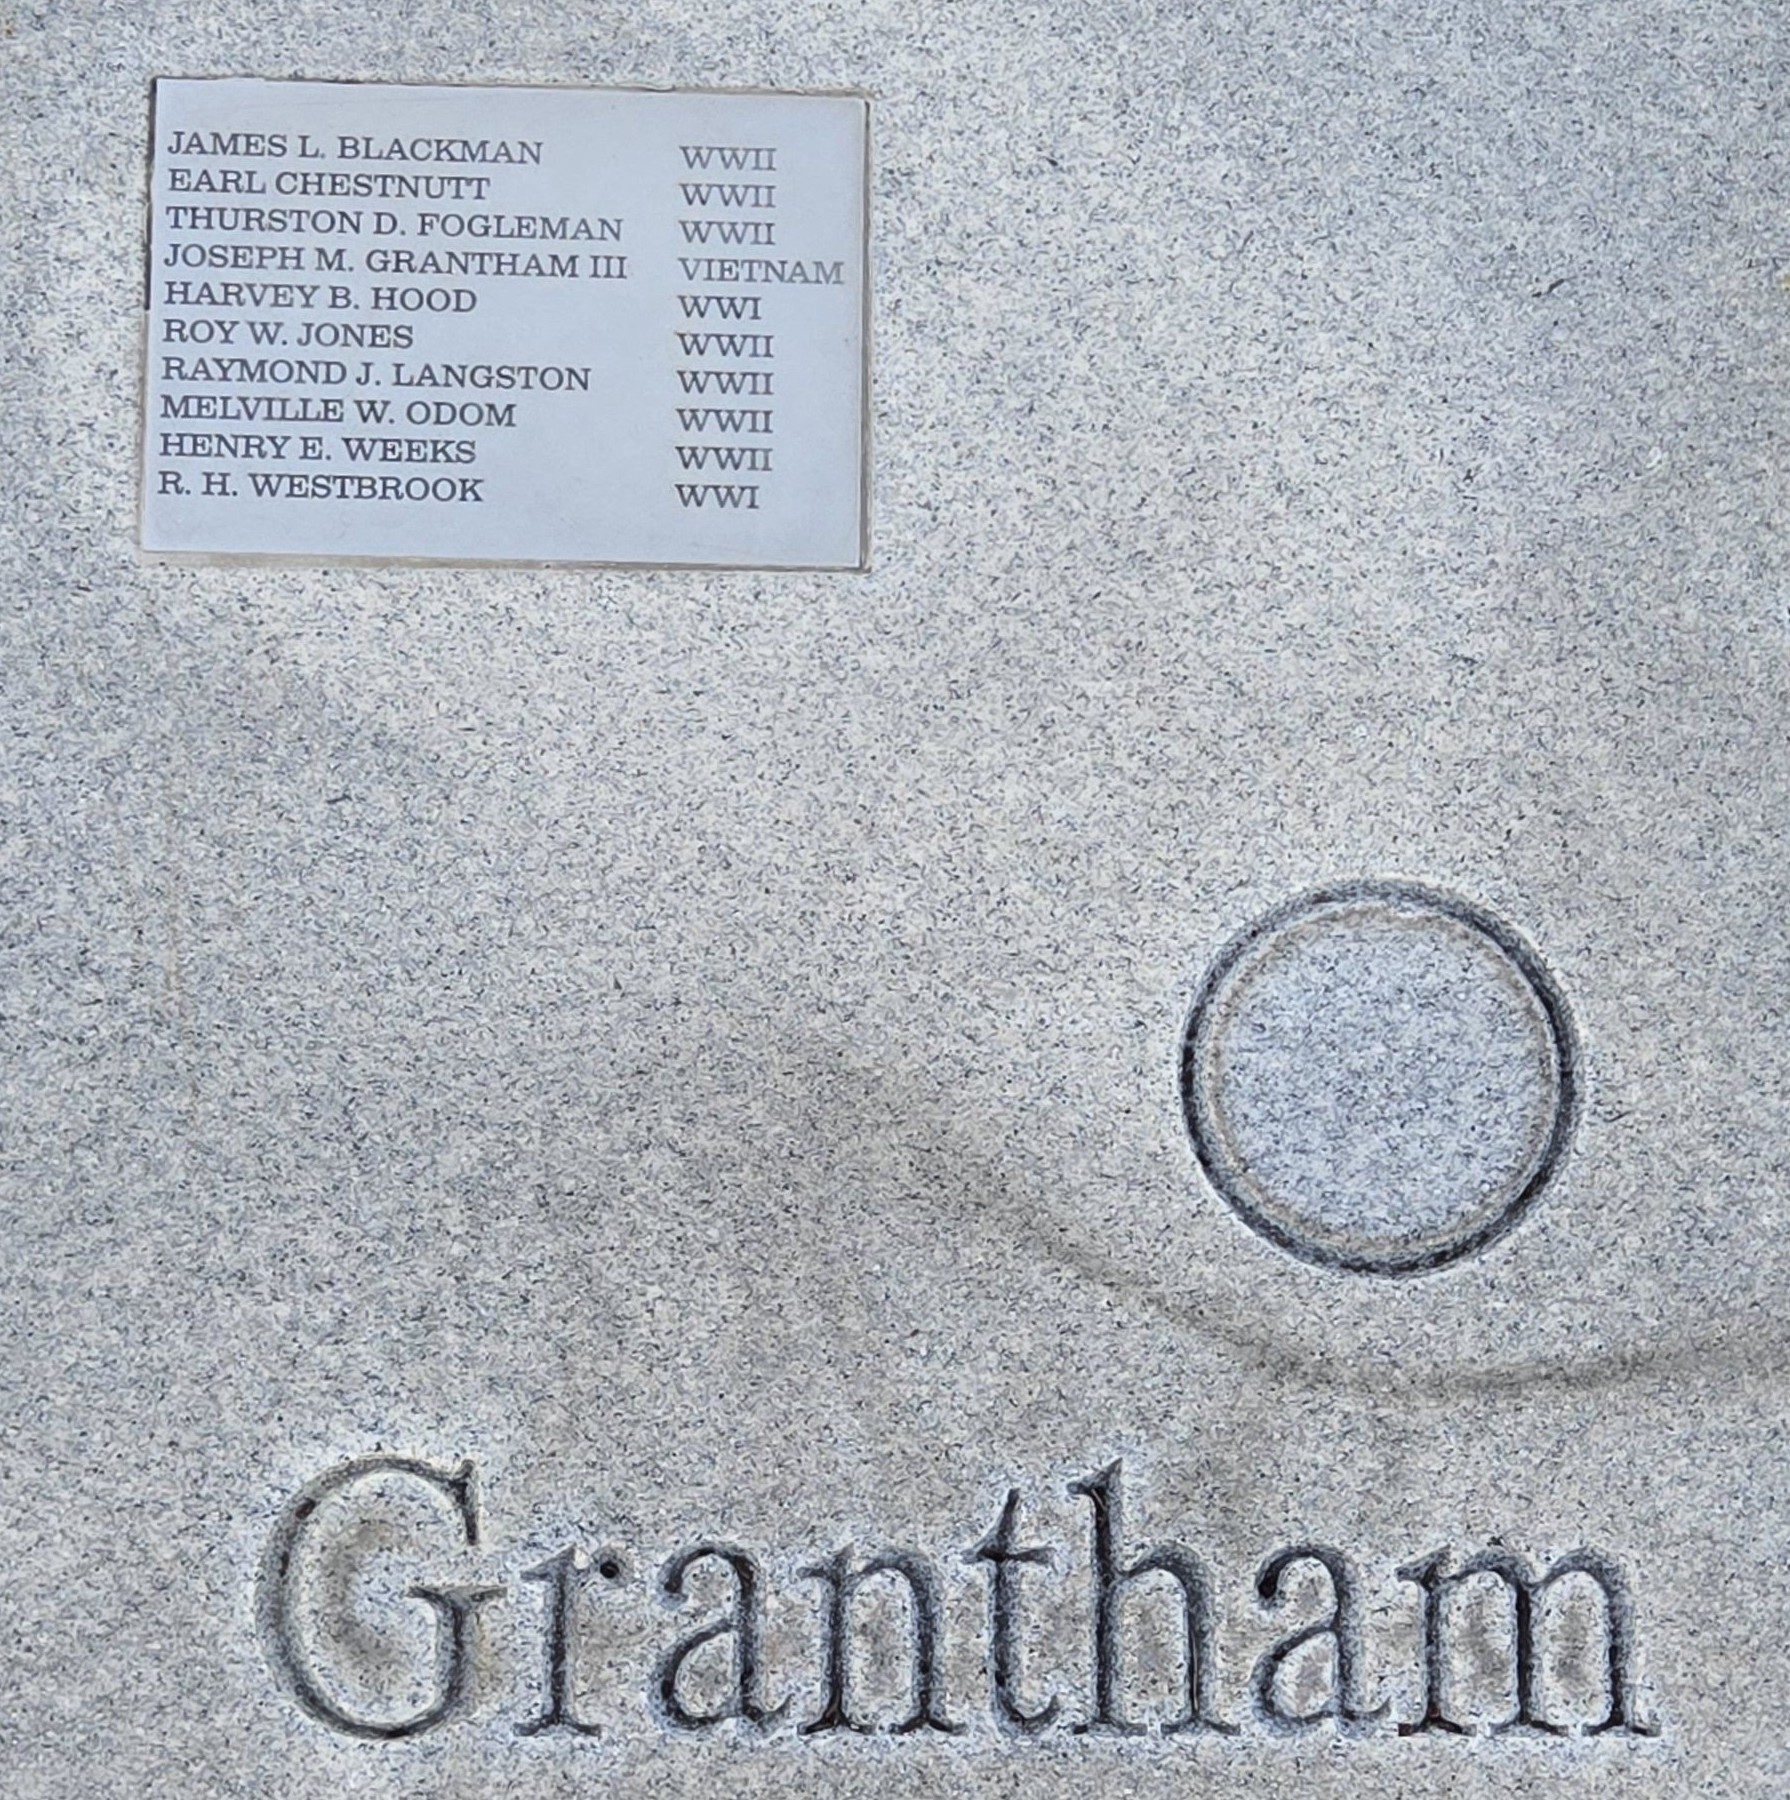 JAMES L. BLACKMAN WWII
EARL CHESTNUTT WWII
THURSTON D. FOGLEMAN WWII
JOSEPH M. GRANTHAM III VIETNAM
HARVEY B. HOOD WWI
ROY W. JONES WWII
RAYMOND J. LANGSTON WWII
MELVILLE W. ODOM WWII
HENRY E. WEEKS WWII
R. H. WESTBROOK WWI
Grantham